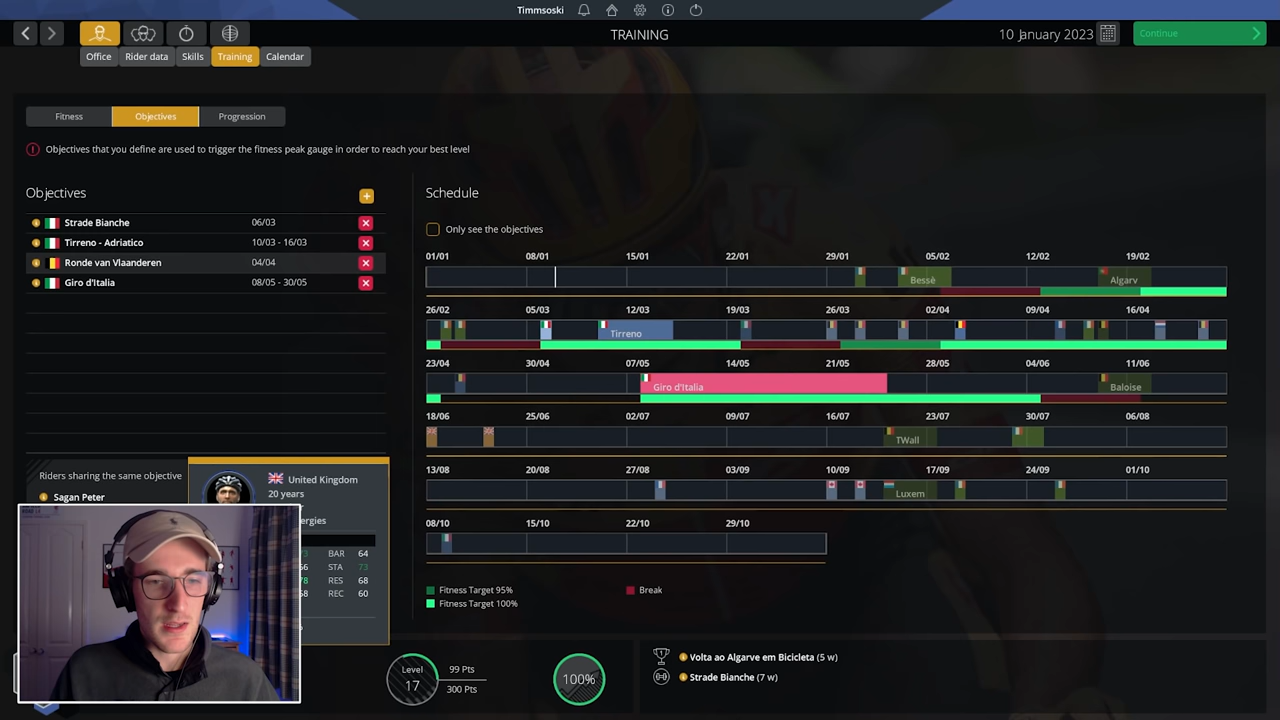 Timmsoski
TRAINING
10 January 2023
Continue
Office
Rider data
Skills
Training
Calendar
Fitness
Objectives
Progression
Objectives that you define are used to trigger the fitness peak gauge in order to reach your best level
Objectives
Strade Bianche 06/03
Tirreno - Adriatico 10/03 - 16/03
Ronde van Vlaanderen 04/04
Giro d'Italia 08/05 - 30/05
Riders sharing the same objective
Sagan Peter
United Kingdom
20 years
ergies
BAR 64
STA 73
RES 68
REC 60
Schedule
Only see the objectives
01/01 08/01 15/01 22/01 29/01 05/02 12/02 19/02
Bessè Algarv
26/02 05/03 12/03 19/03 26/03 02/04 09/04 16/04
Tirreno
23/04 30/04 07/05 14/05 21/05 28/05 04/06 11/06
Giro d'Italia Baloise
18/06 25/06 02/07 09/07 16/07 23/07 30/07 06/08
TWall
13/08 20/08 27/08 03/09 10/09 17/09 24/09 01/10
Luxem
08/10 15/10 22/10 29/10
Fitness Target 95%
Break
Fitness Target 100%
Level
17
99 Pts
300 Pts
100%
Volta ao Algarve em Bicicleta (5 w)
Strade Bianche (7 w)